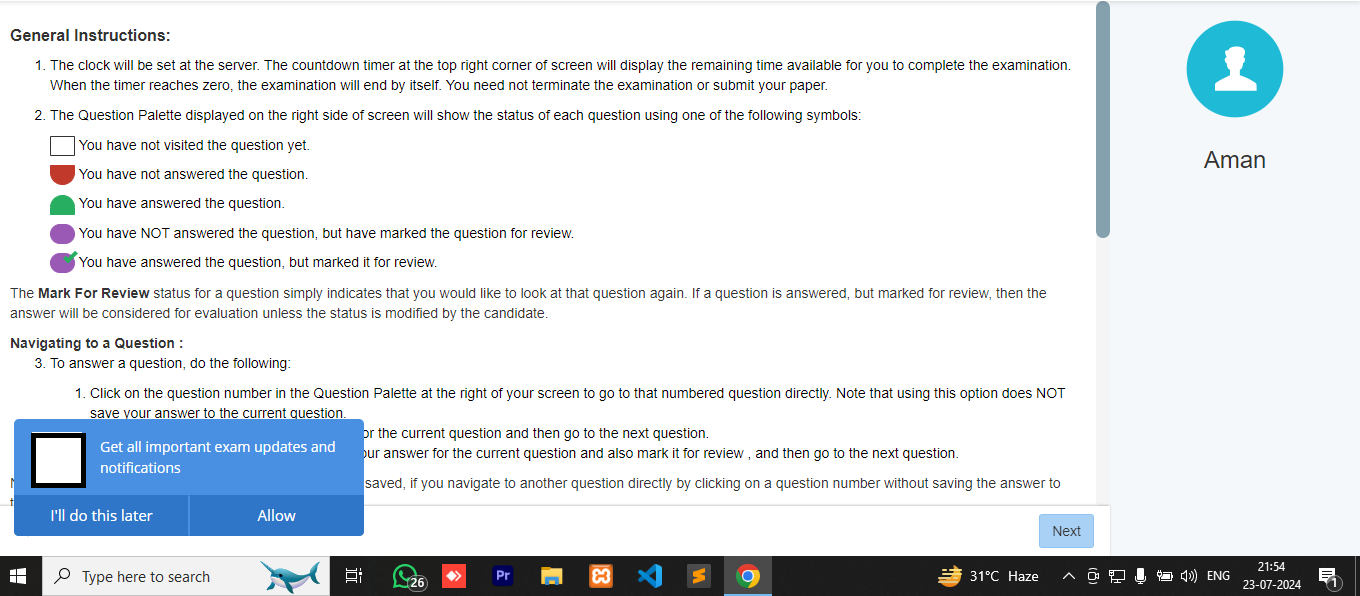 General Instructions:
1. The clock will be set at the server. The countdown timer at the top right corner of screen will display the remaining time available for you to complete the examination.
When the timer reaches zero, the examination will end by itself. You need not terminate the examination or submit your paper.
2. The Question Palette displayed on the right side of screen will show the status of each question using one of the following symbols:
You have not visited the question yet.
You have not answered the question.
You have answered the question.
You have NOT answered the question, but have marked the question for review.
You have answered the question, but marked it for review.
The Mark For Review status for a question simply indicates that you would like to look at that question again. If a question is answered, but marked for review, then the
answer will be considered for evaluation unless the status is modified by the candidate.
Navigating to a Question :
3. To answer a question, do the following:
1. Click on the question number in the Question Palette at the right of your screen to go to that numbered question directly. Note that using this option does NOT
save your answer to the current question.
for the current question and then go to the next question.
answer for the current question and also mark it for review , and then go to the next question.
saved, if you navigate to another question directly by clicking on a question number without saving the answer to
Get all important exam updates and
notifications
I'll do this later
Allow
Next
Aman
Type here to search
26
Pr
31°C Haze
ENG
21:54
23-07-2024
1